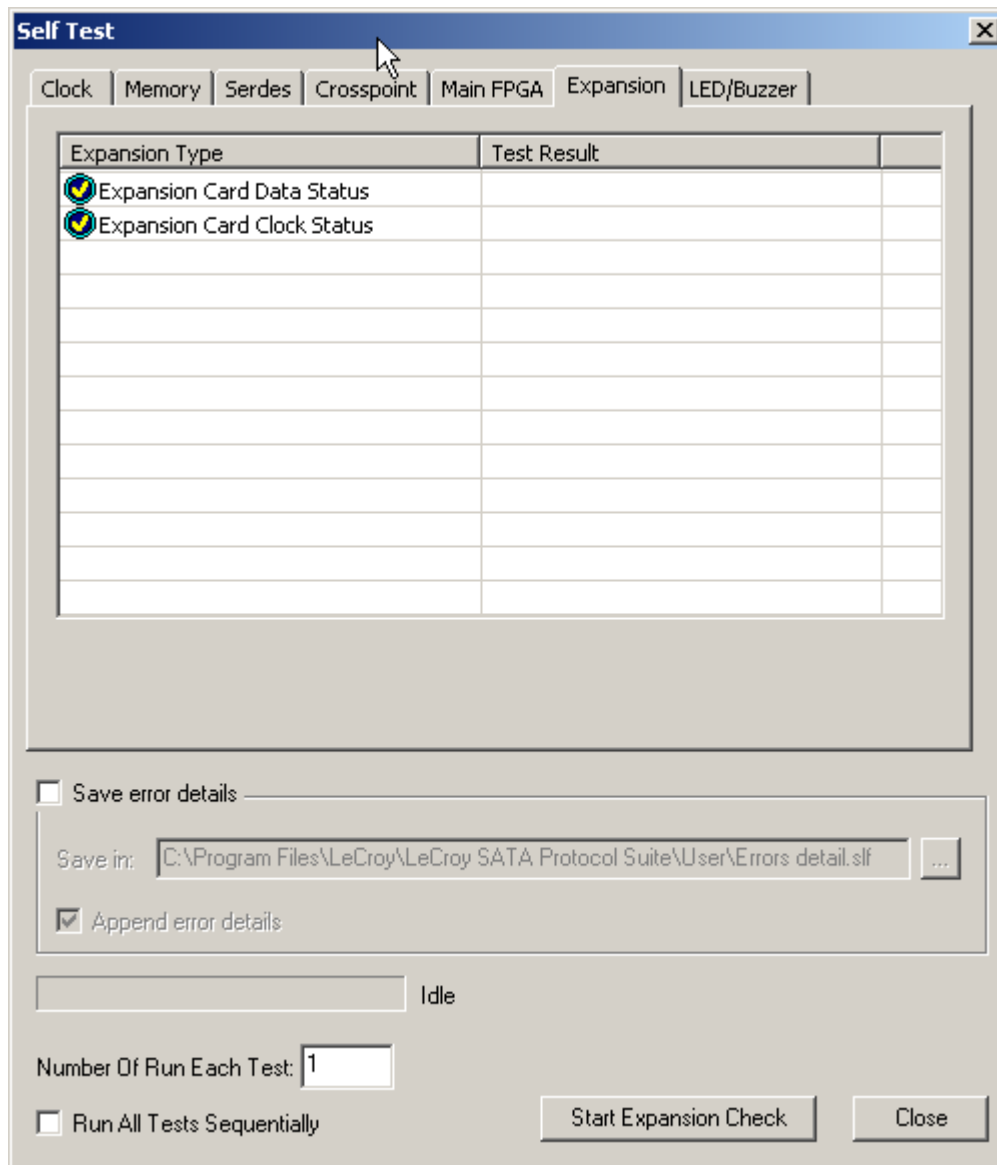 Self Test
Clock Memory Serdes Crosspoint Main FPGA Expansion LED/Buzzer
Expansion Type Test Result
Expansion Card Data Status
Expansion Card Clock Status
Save error details
Save in: C:\Program Files\LeCroy\LeCroy SATA Protocol Suite\User\Errors detail.slf ...
Append error details
Idle
Number Of Run Each Test: 1
Run All Tests Sequentially Start Expansion Check Close